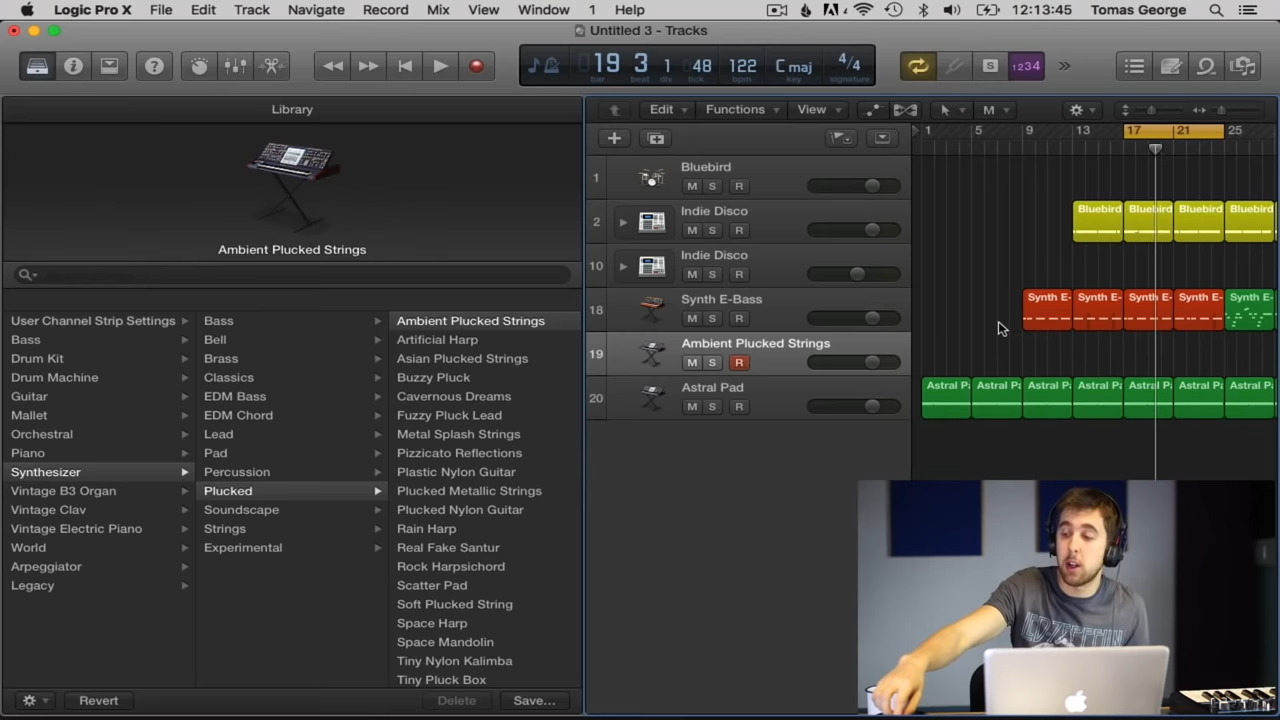 Logic Pro X File Edit Track Navigate Record Mix View Window 1 Help 12:13:45 Tomas George
Untitled 3 - Tracks
19 3 1 48 122 C maj 4/4
bar beat div tick bpm key signature
S 1234
Library
Edit Functions View M
1 5 9 13 17 21 25
Ambient Plucked Strings
User Channel Strip Settings
Bass
Drum Kit
Drum Machine
Guitar
Mallet
Orchestral
Piano
Synthesizer
Vintage B3 Organ
Vintage Clav
Vintage Electric Piano
World
Arpeggiator
Legacy
Bass
Bell
Brass
Classics
EDM Bass
EDM Chord
Lead
Pad
Percussion
Plucked
Soundscape
Strings
Experimental
Ambient Plucked Strings
Artificial Harp
Asian Plucked Strings
Buzzy Pluck
Cavernous Dreams
Fuzzy Pluck Lead
Metal Splash Strings
Pizzicato Reflections
Plastic Nylon Guitar
Plucked Metallic Strings
Plucked Nylon Guitar
Rain Harp
Real Fake Santur
Rock Harpsichord
Scatter Pad
Soft Plucked String
Space Harp
Space Mandolin
Tiny Nylon Kalimba
Tiny Pluck Box
Revert Delete Save...
1 Bluebird
M S R
2 Indie Disco
M S R
Bluebird Bluebird Bluebird Bluebird
10 Indie Disco
M S R
18 Synth E-Bass
M S R
Synth E- Synth E- Synth E- Synth E- Synth E-
19 Ambient Plucked Strings
M S R
20 Astral Pad
M S R
Astral Pa Astral Pa Astral Pa Astral Pa Astral Pa Astral Pa Astral Pa
LED ZEPPELIN